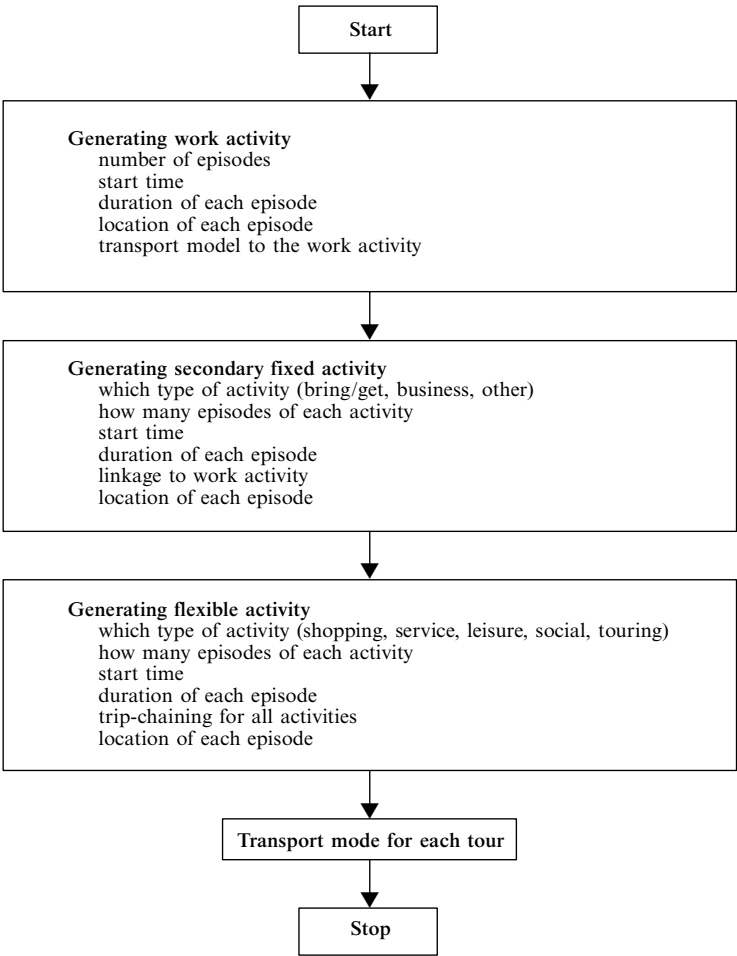 Start
Generating work activity
number of episodes
start time
duration of each episode
location of each episode
transport model to the work activity
Generating secondary fixed activity
which type of activity (bring/get, business, other)
how many episodes of each activity
start time
duration of each episode
linkage to work activity
location of each episode
Generating flexible activity
which type of activity (shopping, service, leisure, social, touring)
how many episodes of each activity
start time
duration of each episode
trip-chaining for all activities
location of each episode
Transport mode for each tour
Stop